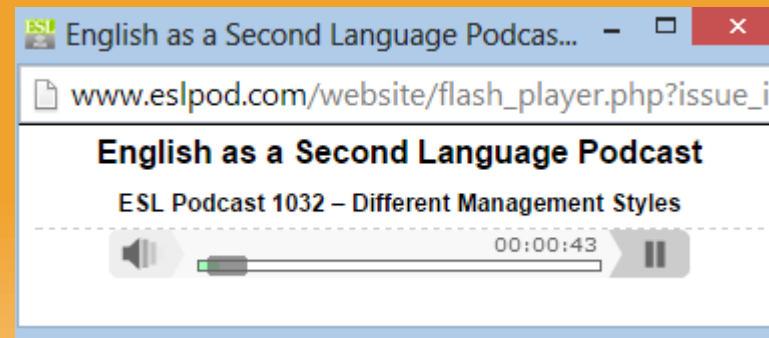 ESL English as a Second Language Podcas...
www.eslpod.com/website/flash_player.php?issue_i
English as a Second Language Podcast
ESL Podcast 1032 – Different Management Styles
00:00:43